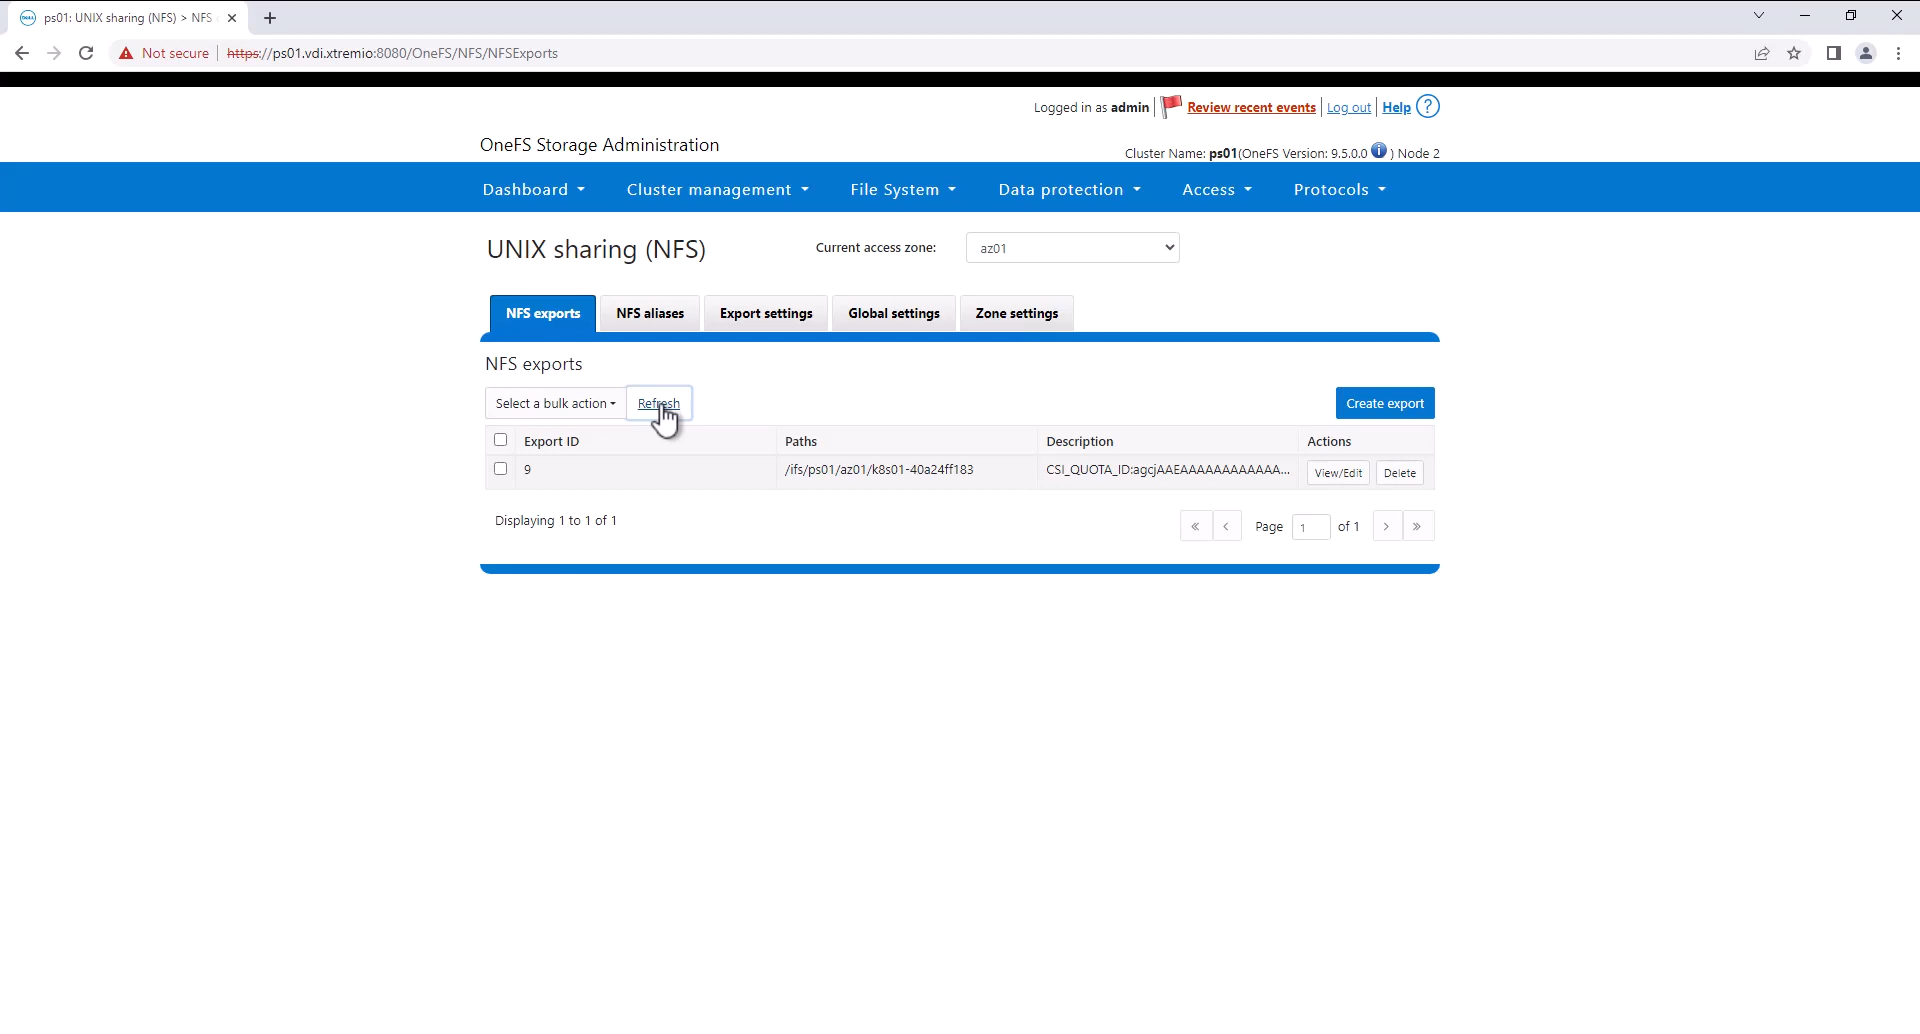 ps01: UNIX sharing (NFS) > NFS
Not secure https://ps01.vdi.xtremio:8080/OneFS/NFS/NFSExports
Logged in as admin Review recent events Log out Help ?
OneFS Storage Administration
Cluster Name: ps01(OneFS Version: 9.5.0.0 i ) Node 2
Dashboard Cluster management File System Data protection Access Protocols
UNIX sharing (NFS) Current access zone: az01
NFS exports NFS aliases Export settings Global settings Zone settings
NFS exports
Select a bulk action Refresh Create export
Export ID Paths Description Actions
9 /ifs/ps01/az01/k8s01-40a24ff183 CSI_QUOTA_ID:agcjAAEAAAAAAAAAAAAA... View/Edit Delete
Displaying 1 to 1 of 1 « ‹ Page 1 of 1 › »